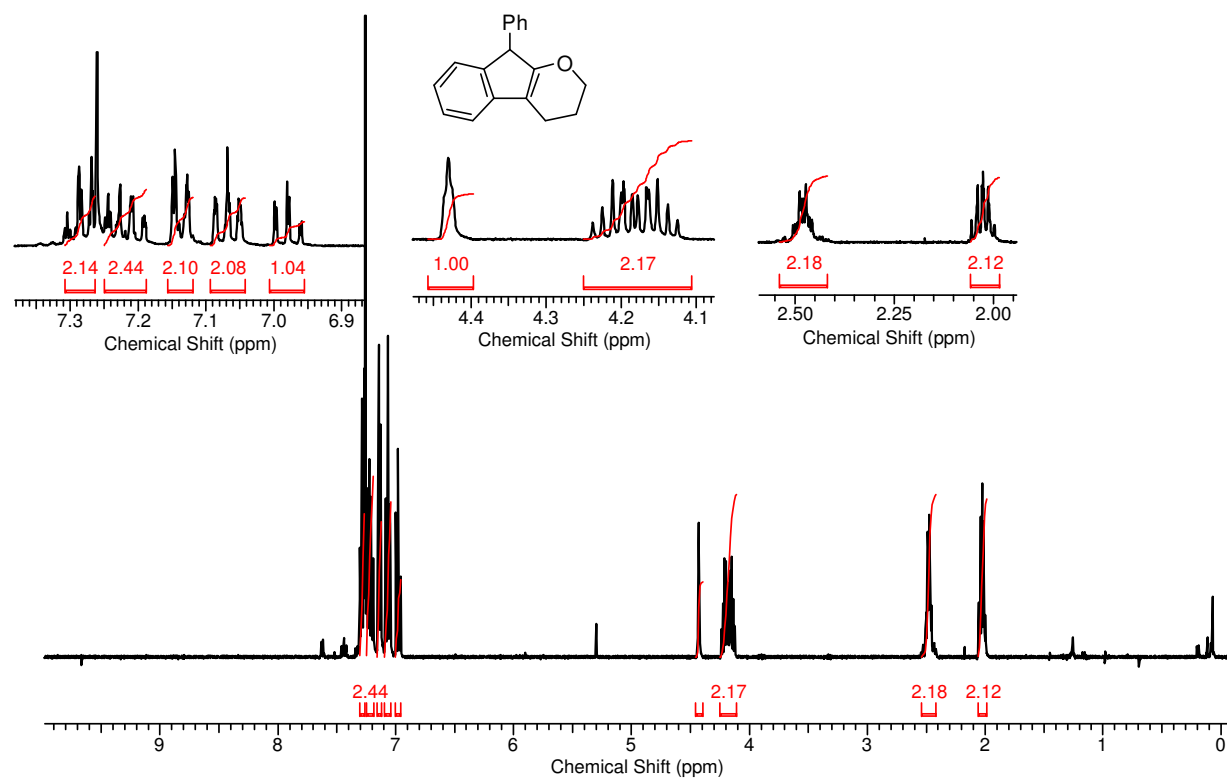 Ph
O
2.14 2.44 2.10 2.08 1.04
7.3 7.2 7.1 7.0 6.9
Chemical Shift (ppm)
1.00 2.17
4.4 4.3 4.2 4.1
Chemical Shift (ppm)
2.18 2.12
2.50 2.25 2.00
Chemical Shift (ppm)
2.44 2.17 2.18 2.12
9 8 7 6 5 4 3 2 1 0
Chemical Shift (ppm)